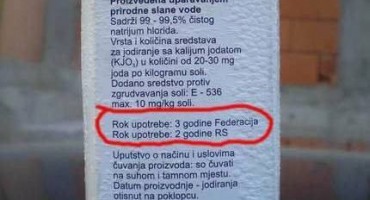 Proizvedena uparavanjem
prirodne slane vode
Sadrži 99 - 99,5% čistog
natrijum hlorida.
Vrsta i količina sredstava
za jodiranje sa kalijum jodatom
(KJO₃) u količini od 20-30 mg
joda po kilogramu soli.
Dodano sredstvo protiv
zgrudvavanja soli: E - 536
max. 10 mg/kg soli.
Rok upotrebe: 3 godine Federacija
Rok upotrebe: 2 godine RS
Uputstvo o načinu i uslovima
čuvanja proizvoda: so čuvati
na suhom i tamnom mjestu.
Datum proizvodnje - jodiranja
otisnut na poklopcu.